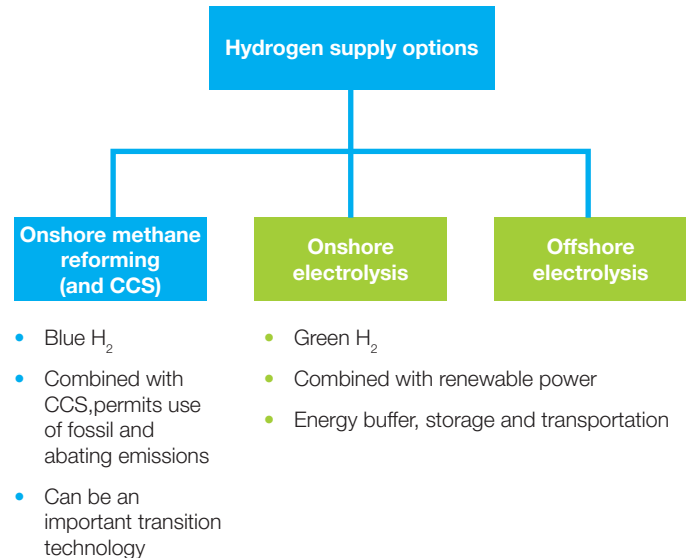 Hydrogen supply options
Onshore methane
reforming
(and CCS)
Onshore
electrolysis
Offshore
electrolysis
• Blue H₂
• Combined with
CCS,permits use
of fossil and
abating emissions
• Can be an
important transition
technology
• Green H₂
• Combined with renewable power
• Energy buffer, storage and transportation